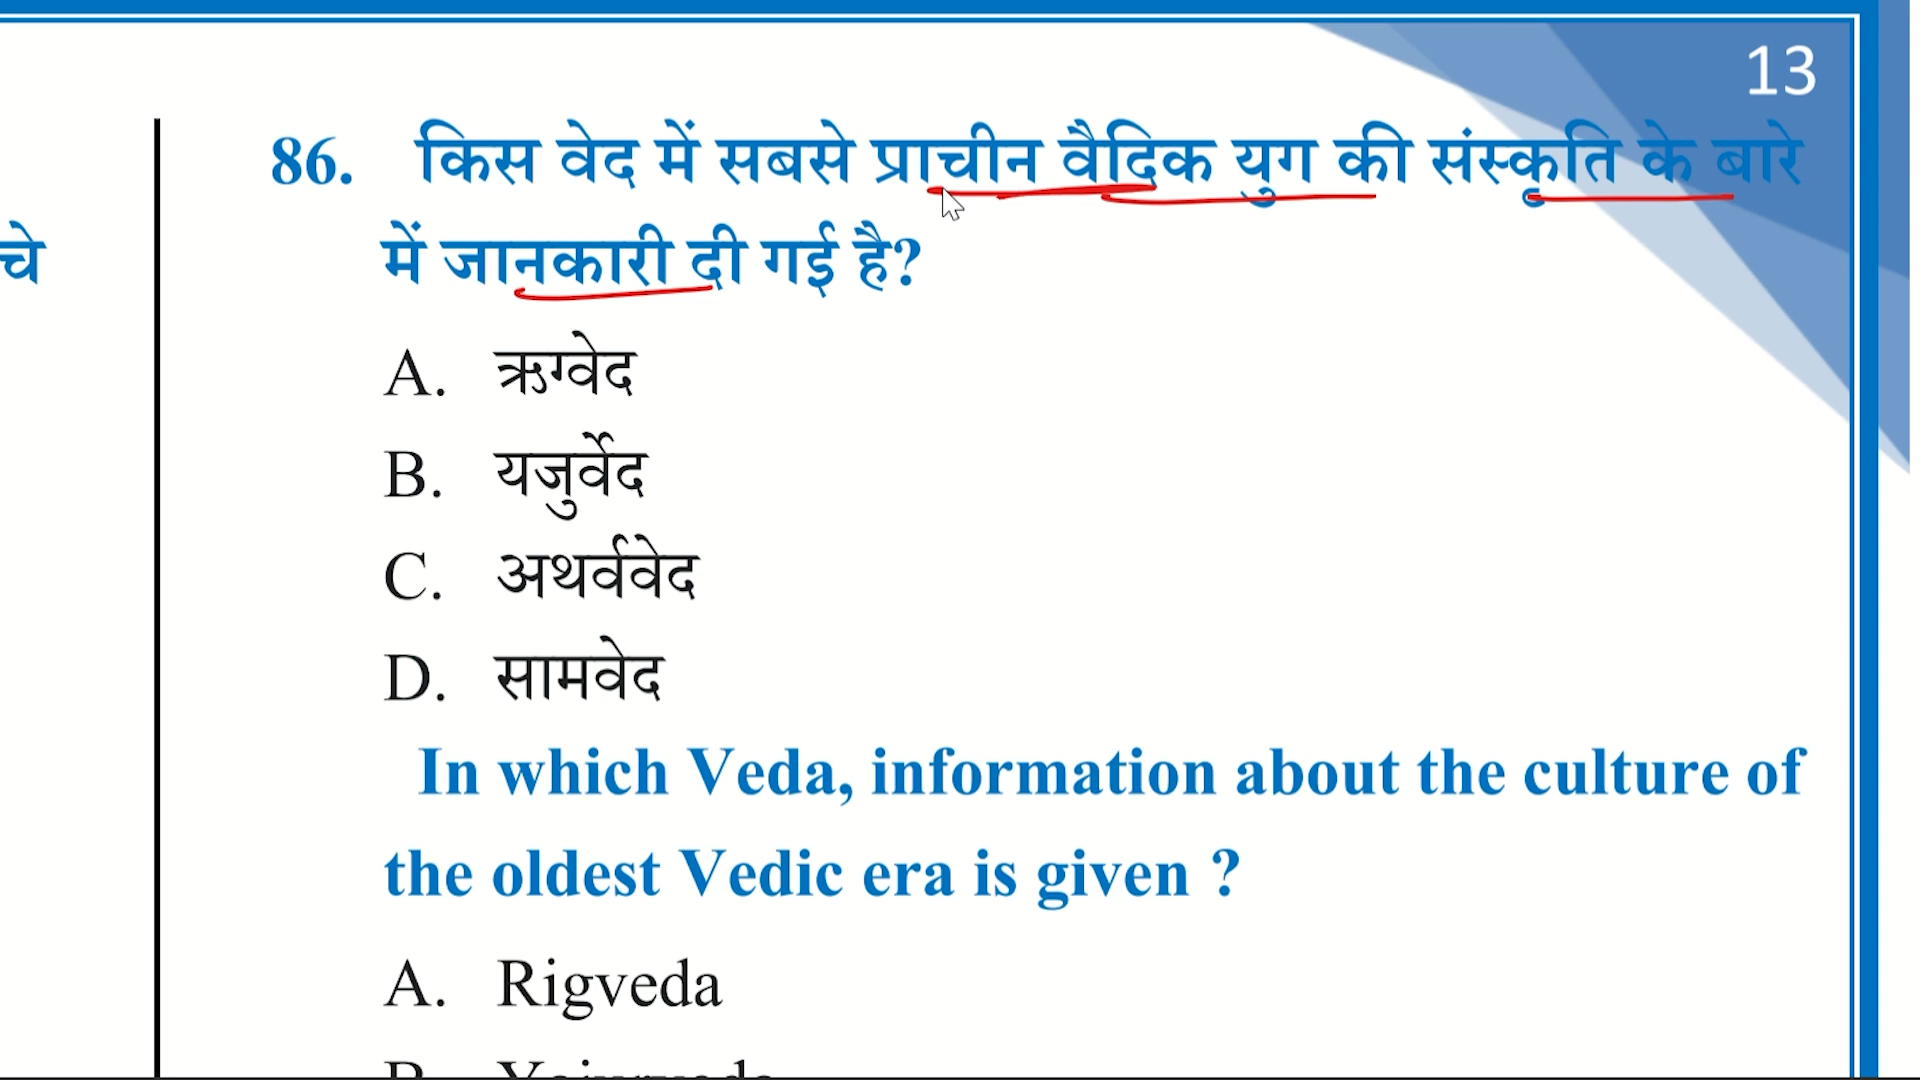 13
86. किस वेद में सबसे प्राचीन वैदिक युग की संस्कृति के बारे
में जानकारी दी गई है?
चे
A. ऋग्वेद
B. यजुर्वेद
C. अथर्ववेद
D. सामवेद
In which Veda, information about the culture of
the oldest Vedic era is given ?
A. Rigveda